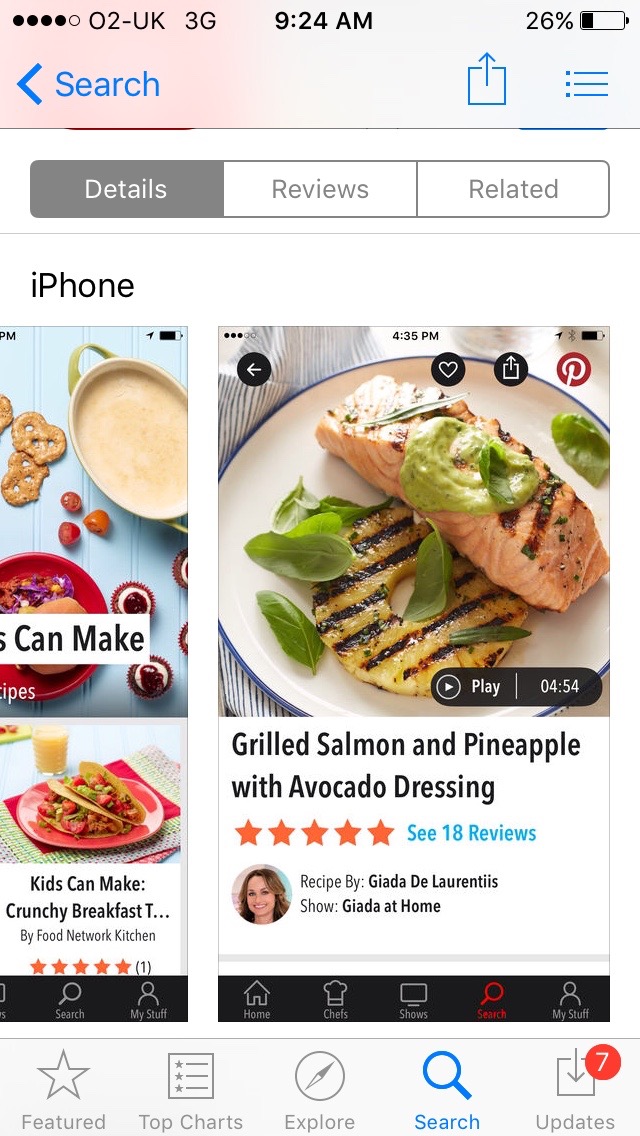 O2-UK 3G 9:24 AM 26%
Search
Details Reviews Related
iPhone
PM
s Can Make
ipes
Kids Can Make:
Crunchy Breakfast T...
By Food Network Kitchen
(1)
s Search My Stuff
4:35 PM
Play 04:54
Grilled Salmon and Pineapple
with Avocado Dressing
See 18 Reviews
Recipe By: Giada De Laurentiis
Show: Giada at Home
Home Chefs Shows Search My Stuff
7
Featured Top Charts Explore Search Updates